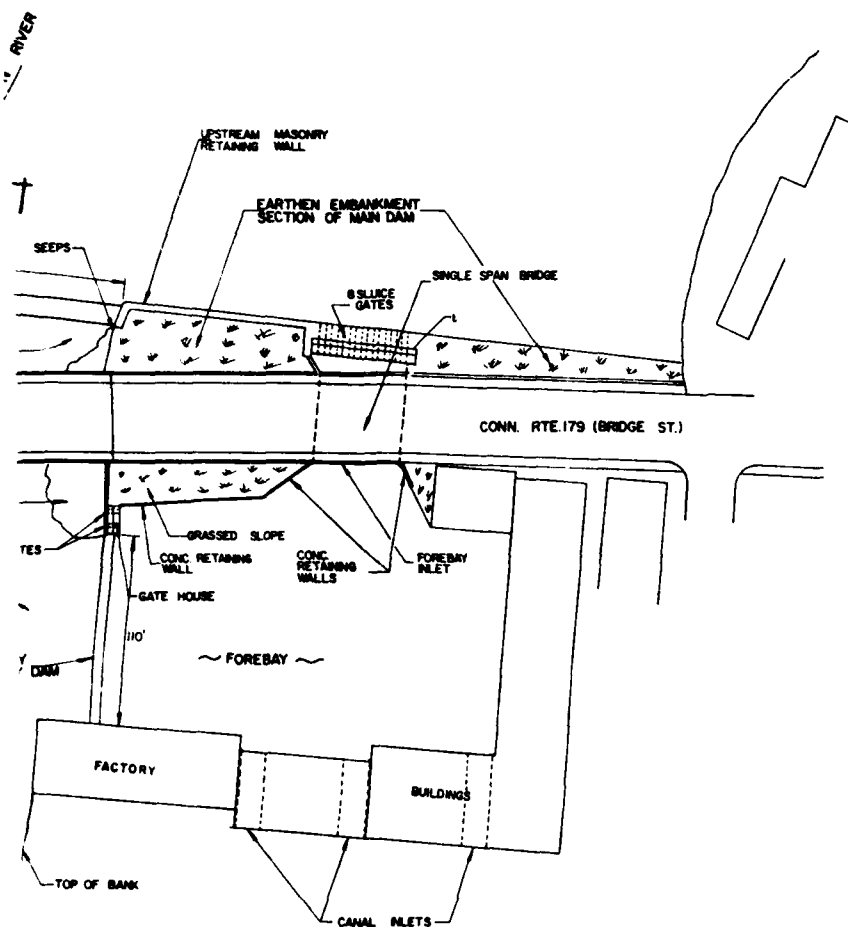 RIVER
UPSTREAM MASONRY
RETAINING WALL
EARTHEN EMBANKMENT
SECTION OF MAIN DAM
SEEPS
SINGLE SPAN BRIDGE
8 SLUICE
GATES
CONN. RTE. 179 (BRIDGE ST.)
GRASSED SLOPE
TES
CONC. RETAINING
WALL
CONC.
RETAINING
WALLS
FOREBAY
INLET
GATE HOUSE
110'
~ FOREBAY ~
Y DAM
FACTORY
BUILDINGS
TOP OF BANK
CANAL INLETS